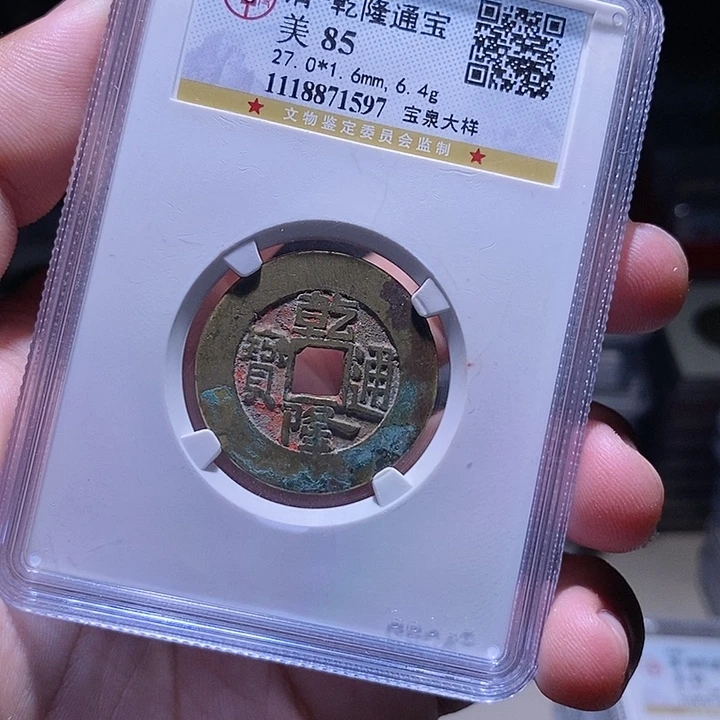 清 乾隆通宝
美 85
27.0*1.6mm, 6.4g
1118871597 宝泉大样
文物鉴定委员会监制
乾隆通寶